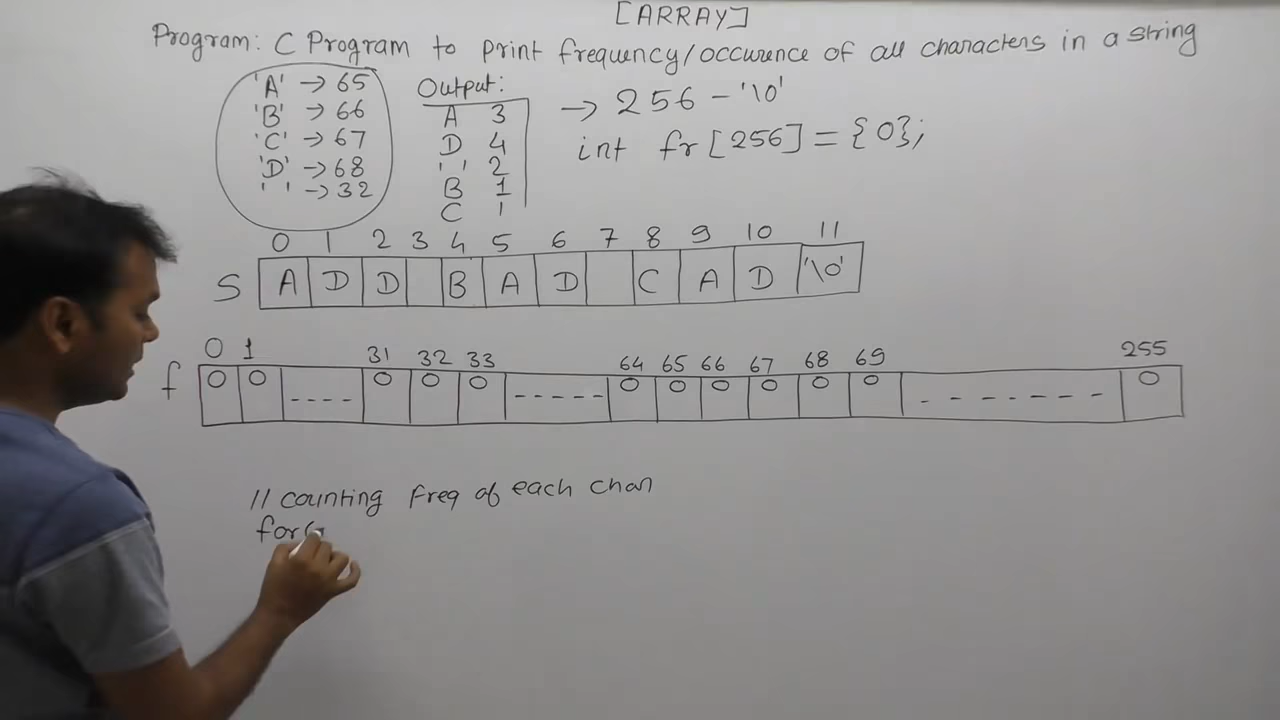 [ARRAY]
Program: C Program to print frequency/occurence of all characters in a string
'A' → 65
'B' → 66
'C' → 67
'D' → 68
' ' → 32
Output:
A 3
D 4
' ' 2
B 1
C 1
→ 256 - '\0'
int fr[256] = {0};
0 1 2 3 4 5 6 7 8 9 10 11
S A D D B A D C A D '\0'
0 1 31 32 33 64 65 66 67 68 69 255
f 0 0 ---- 0 0 0 ----- 0 0 0 0 0 0 ------- 0
// counting freq of each char
for(